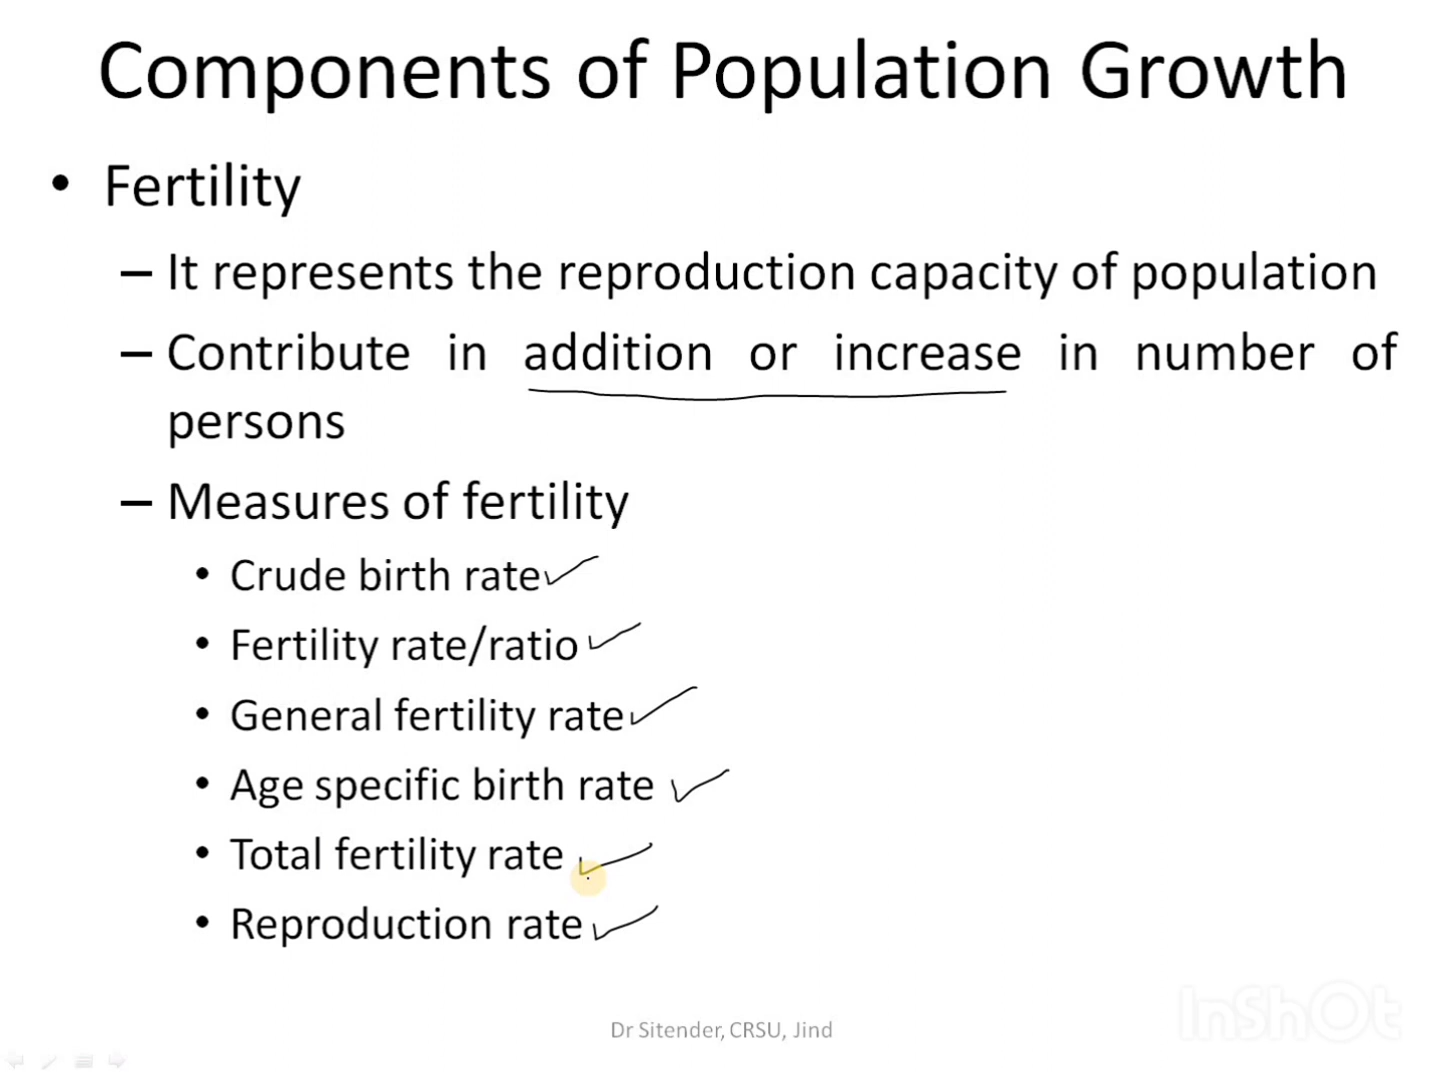 Components of Population Growth
• Fertility
– It represents the reproduction capacity of population
– Contribute in addition or increase in number of
persons
– Measures of fertility
• Crude birth rate
• Fertility rate/ratio
• General fertility rate
• Age specific birth rate
• Total fertility rate
• Reproduction rate
Dr Sitender, CRSU, Jind
InShOt